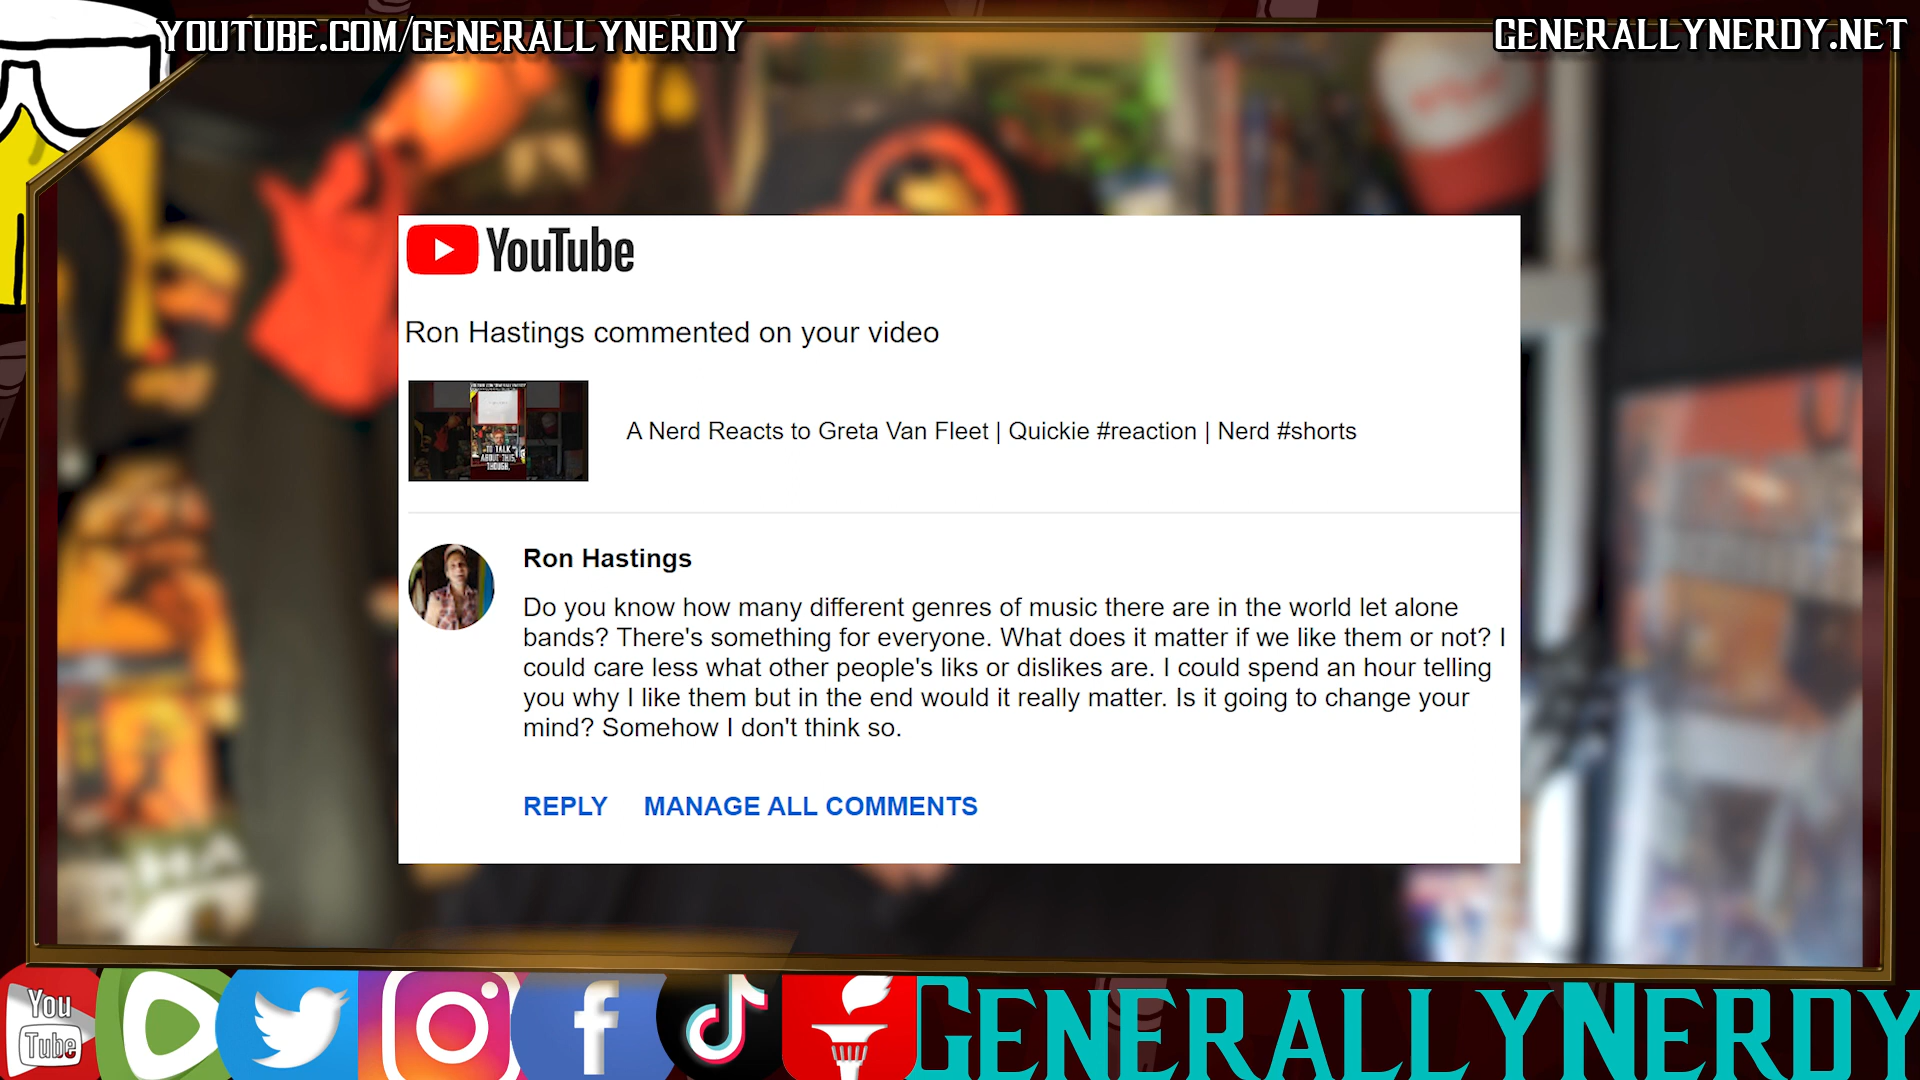 YOUTUBE.COM/GENERALLYNERDY
GENERALLYNERDY.NET
YouTube
Ron Hastings commented on your video
TO TALK
ABOUT THIS,
THOUGH,
A Nerd Reacts to Greta Van Fleet | Quickie #reaction | Nerd #shorts
Ron Hastings
Do you know how many different genres of music there are in the world let alone
bands? There's something for everyone. What does it matter if we like them or not? I
could care less what other people's liks or dislikes are. I could spend an hour telling
you why I like them but in the end would it really matter. Is it going to change your
mind? Somehow I don't think so.
REPLY MANAGE ALL COMMENTS
You
Tube
GENERALLYNERDY